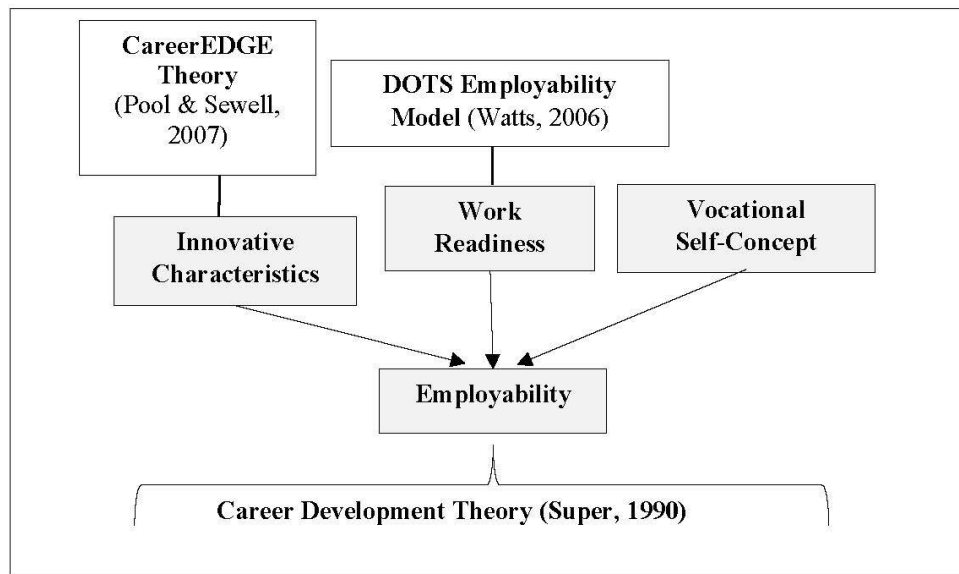 CareerEDGE
Theory
(Pool & Sewell,
2007)
DOTS Employability
Model (Watts, 2006)
Innovative
Characteristics
Work
Readiness
Vocational
Self-Concept
Employability
Career Development Theory (Super, 1990)